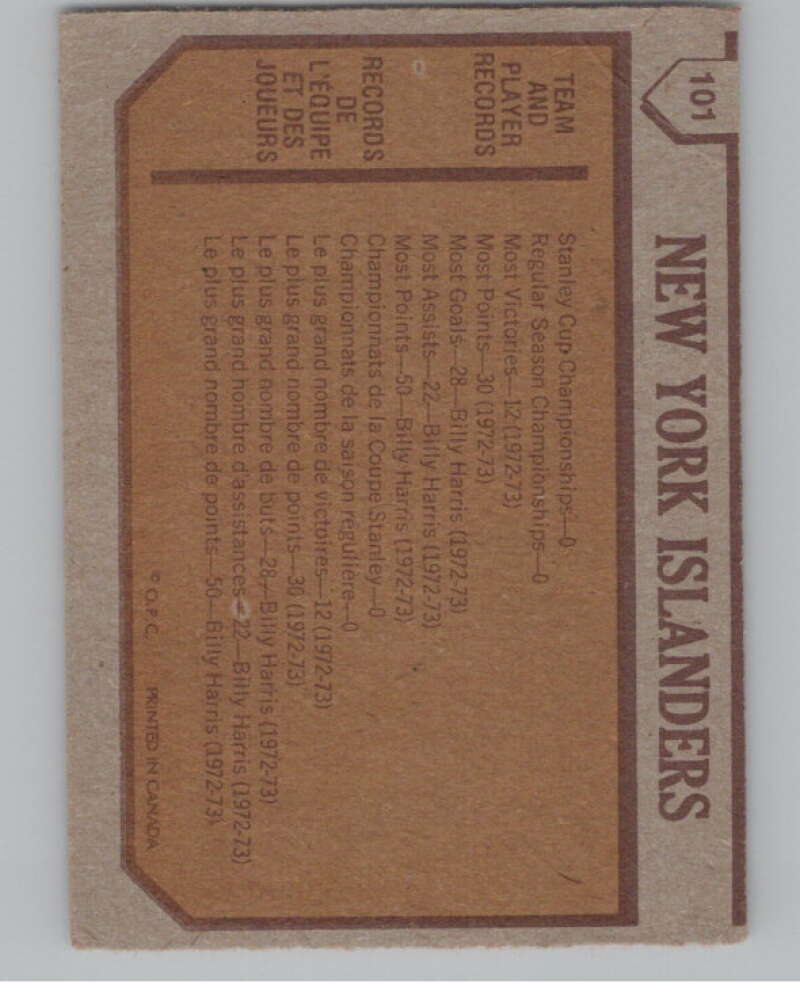 101
NEW YORK ISLANDERS
TEAM
AND
PLAYER
RECORDS
Stanley Cup Championships—0
Regular Season Championships—0
Most Victories—12 (1972-73)
Most Points—30 (1972-73)
Most Goals—28—Billy Harris (1972-73)
Most Assists—22—Billy Harris (1972-73)
Most Points—50—Billy Harris (1972-73)
RECORDS
DE
L'ÉQUIPE
ET DES
JOUEURS
Championnats de la Coupe Stanley—0
Championnats de la saison régulière—0
Le plus grand nombre de victoires—12 (1972-73)
Le plus grand nombre de points—30 (1972-73)
Le plus grand nombre de buts—28—Billy Harris (1972-73)
Le plus grand nombre d'assistances—22—Billy Harris (1972-73)
Le plus grand nombre de points—50—Billy Harris (1972-73)
© O.P.C. PRINTED IN CANADA